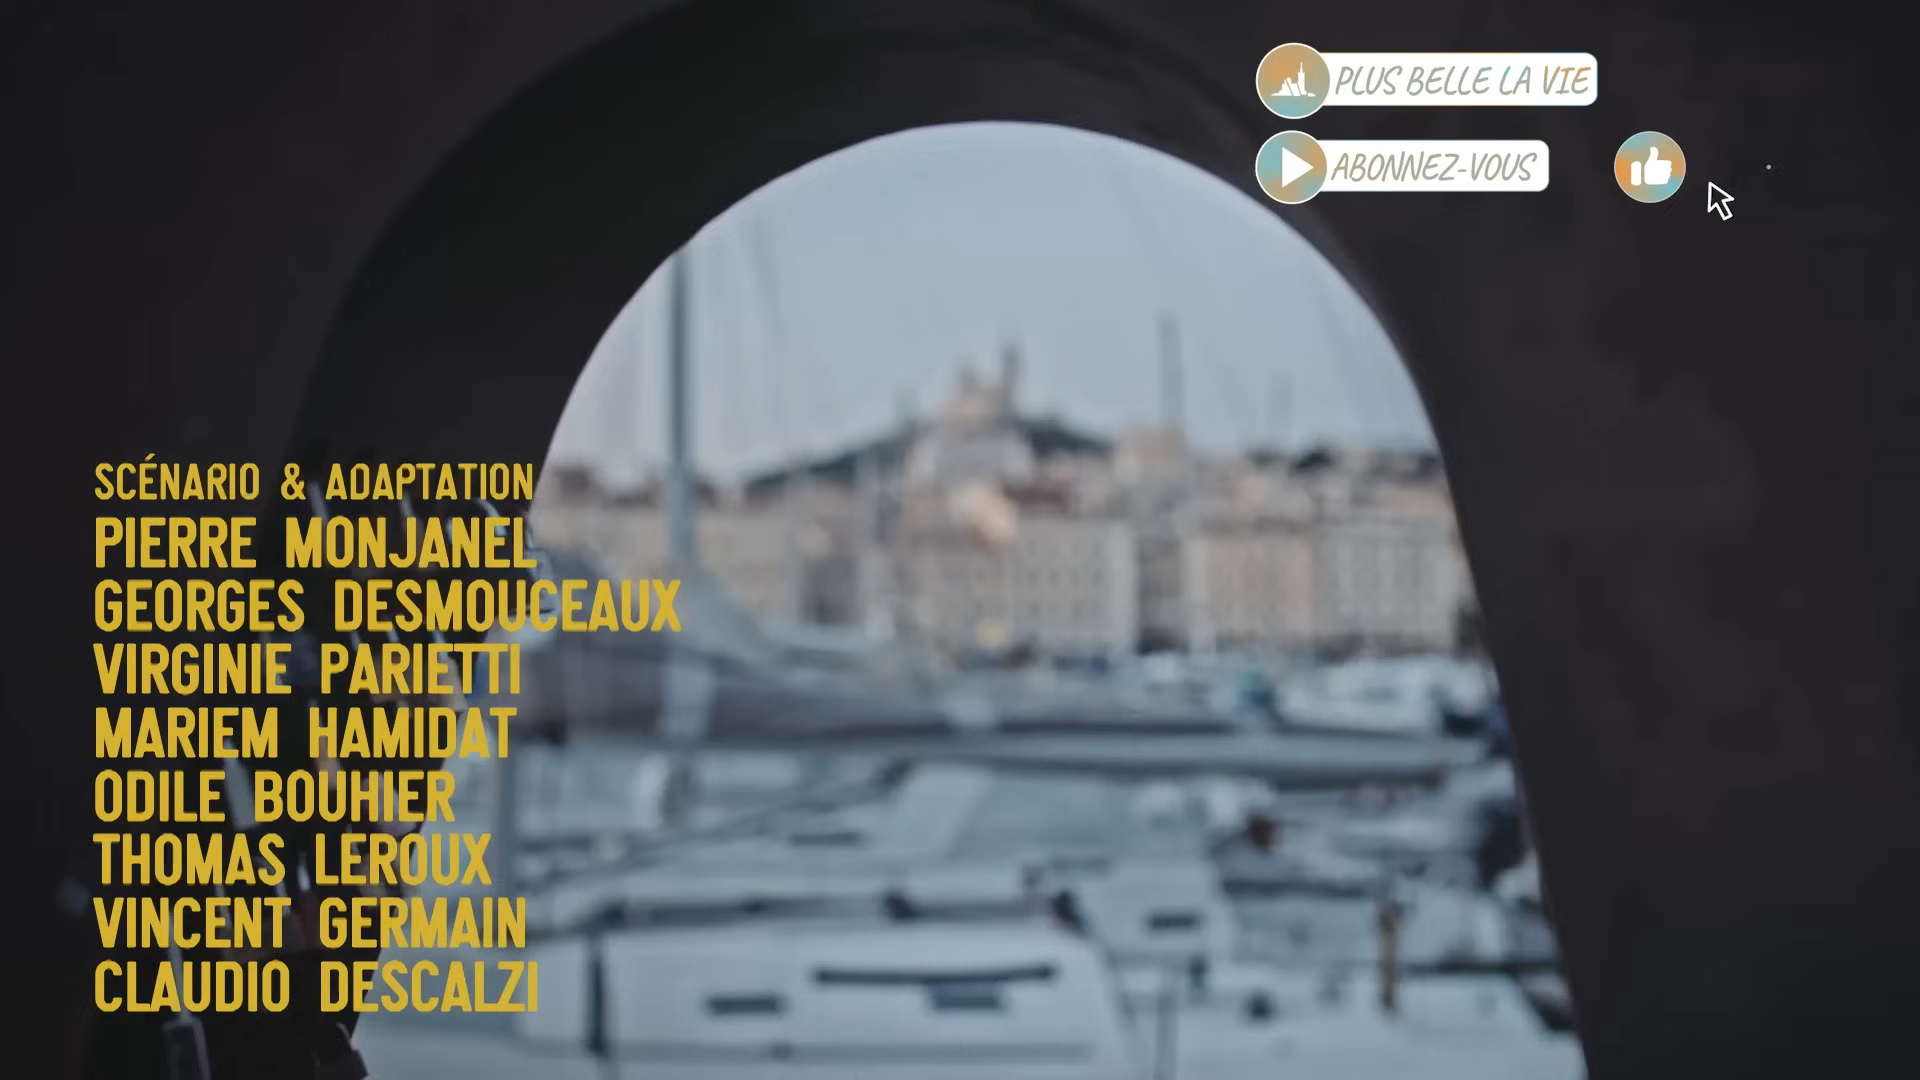 PLUS BELLE LA VIE
ABONNEZ-VOUS
SCÉNARIO & ADAPTATION
PIERRE MONJANEL
GEORGES DESMOUCEAUX
VIRGINIE PARIETTI
MARIEM HAMIDAT
ODILE BOUHIER
THOMAS LEROUX
VINCENT GERMAIN
CLAUDIO DESCALZI